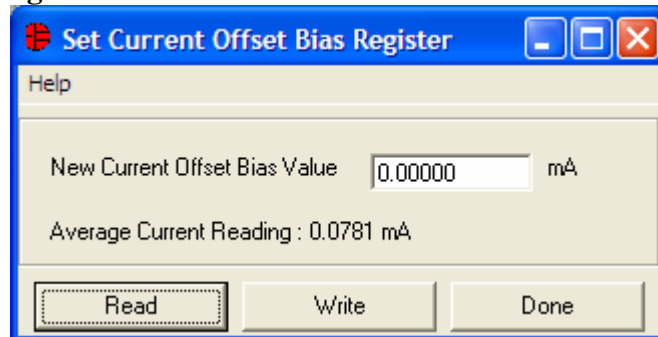 Set Current Offset Bias Register
Help
New Current Offset Bias Value 0.00000 mA
Average Current Reading : 0.0781 mA
Read Write Done